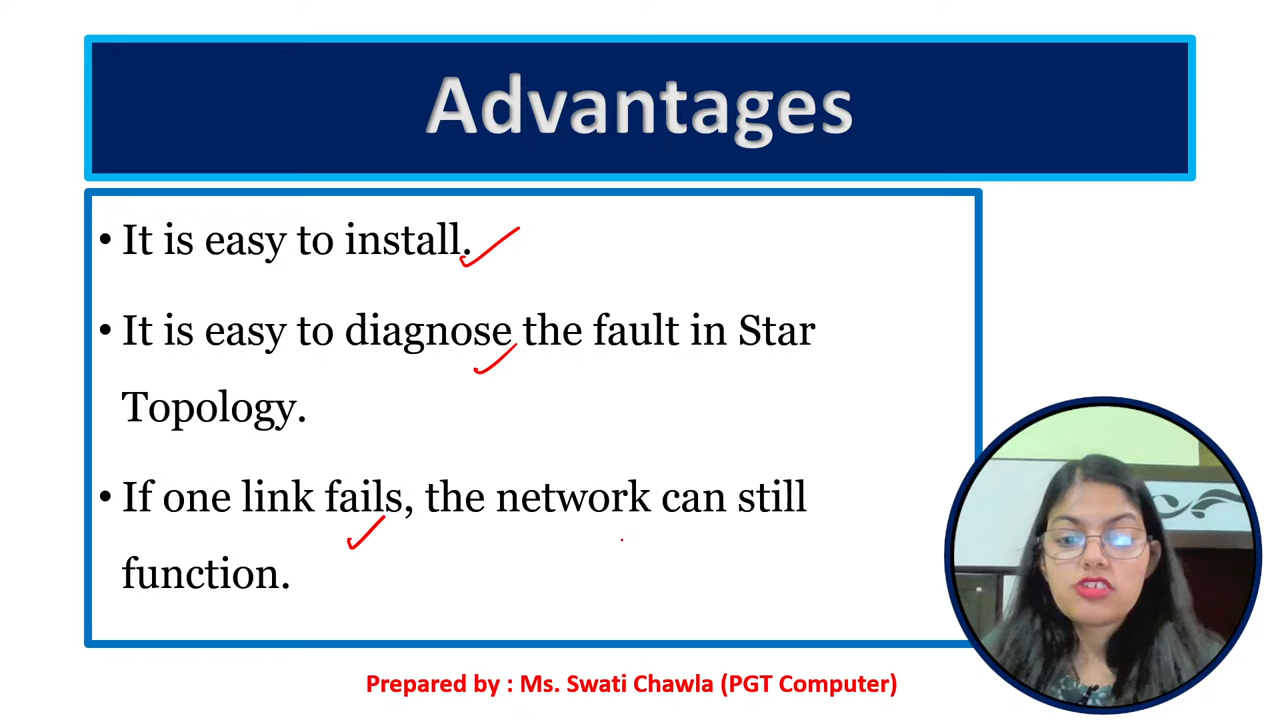 Advantages
• It is easy to install.
• It is easy to diagnose the fault in Star
Topology.
• If one link fails, the network can still
function.
Prepared by : Ms. Swati Chawla (PGT Computer)